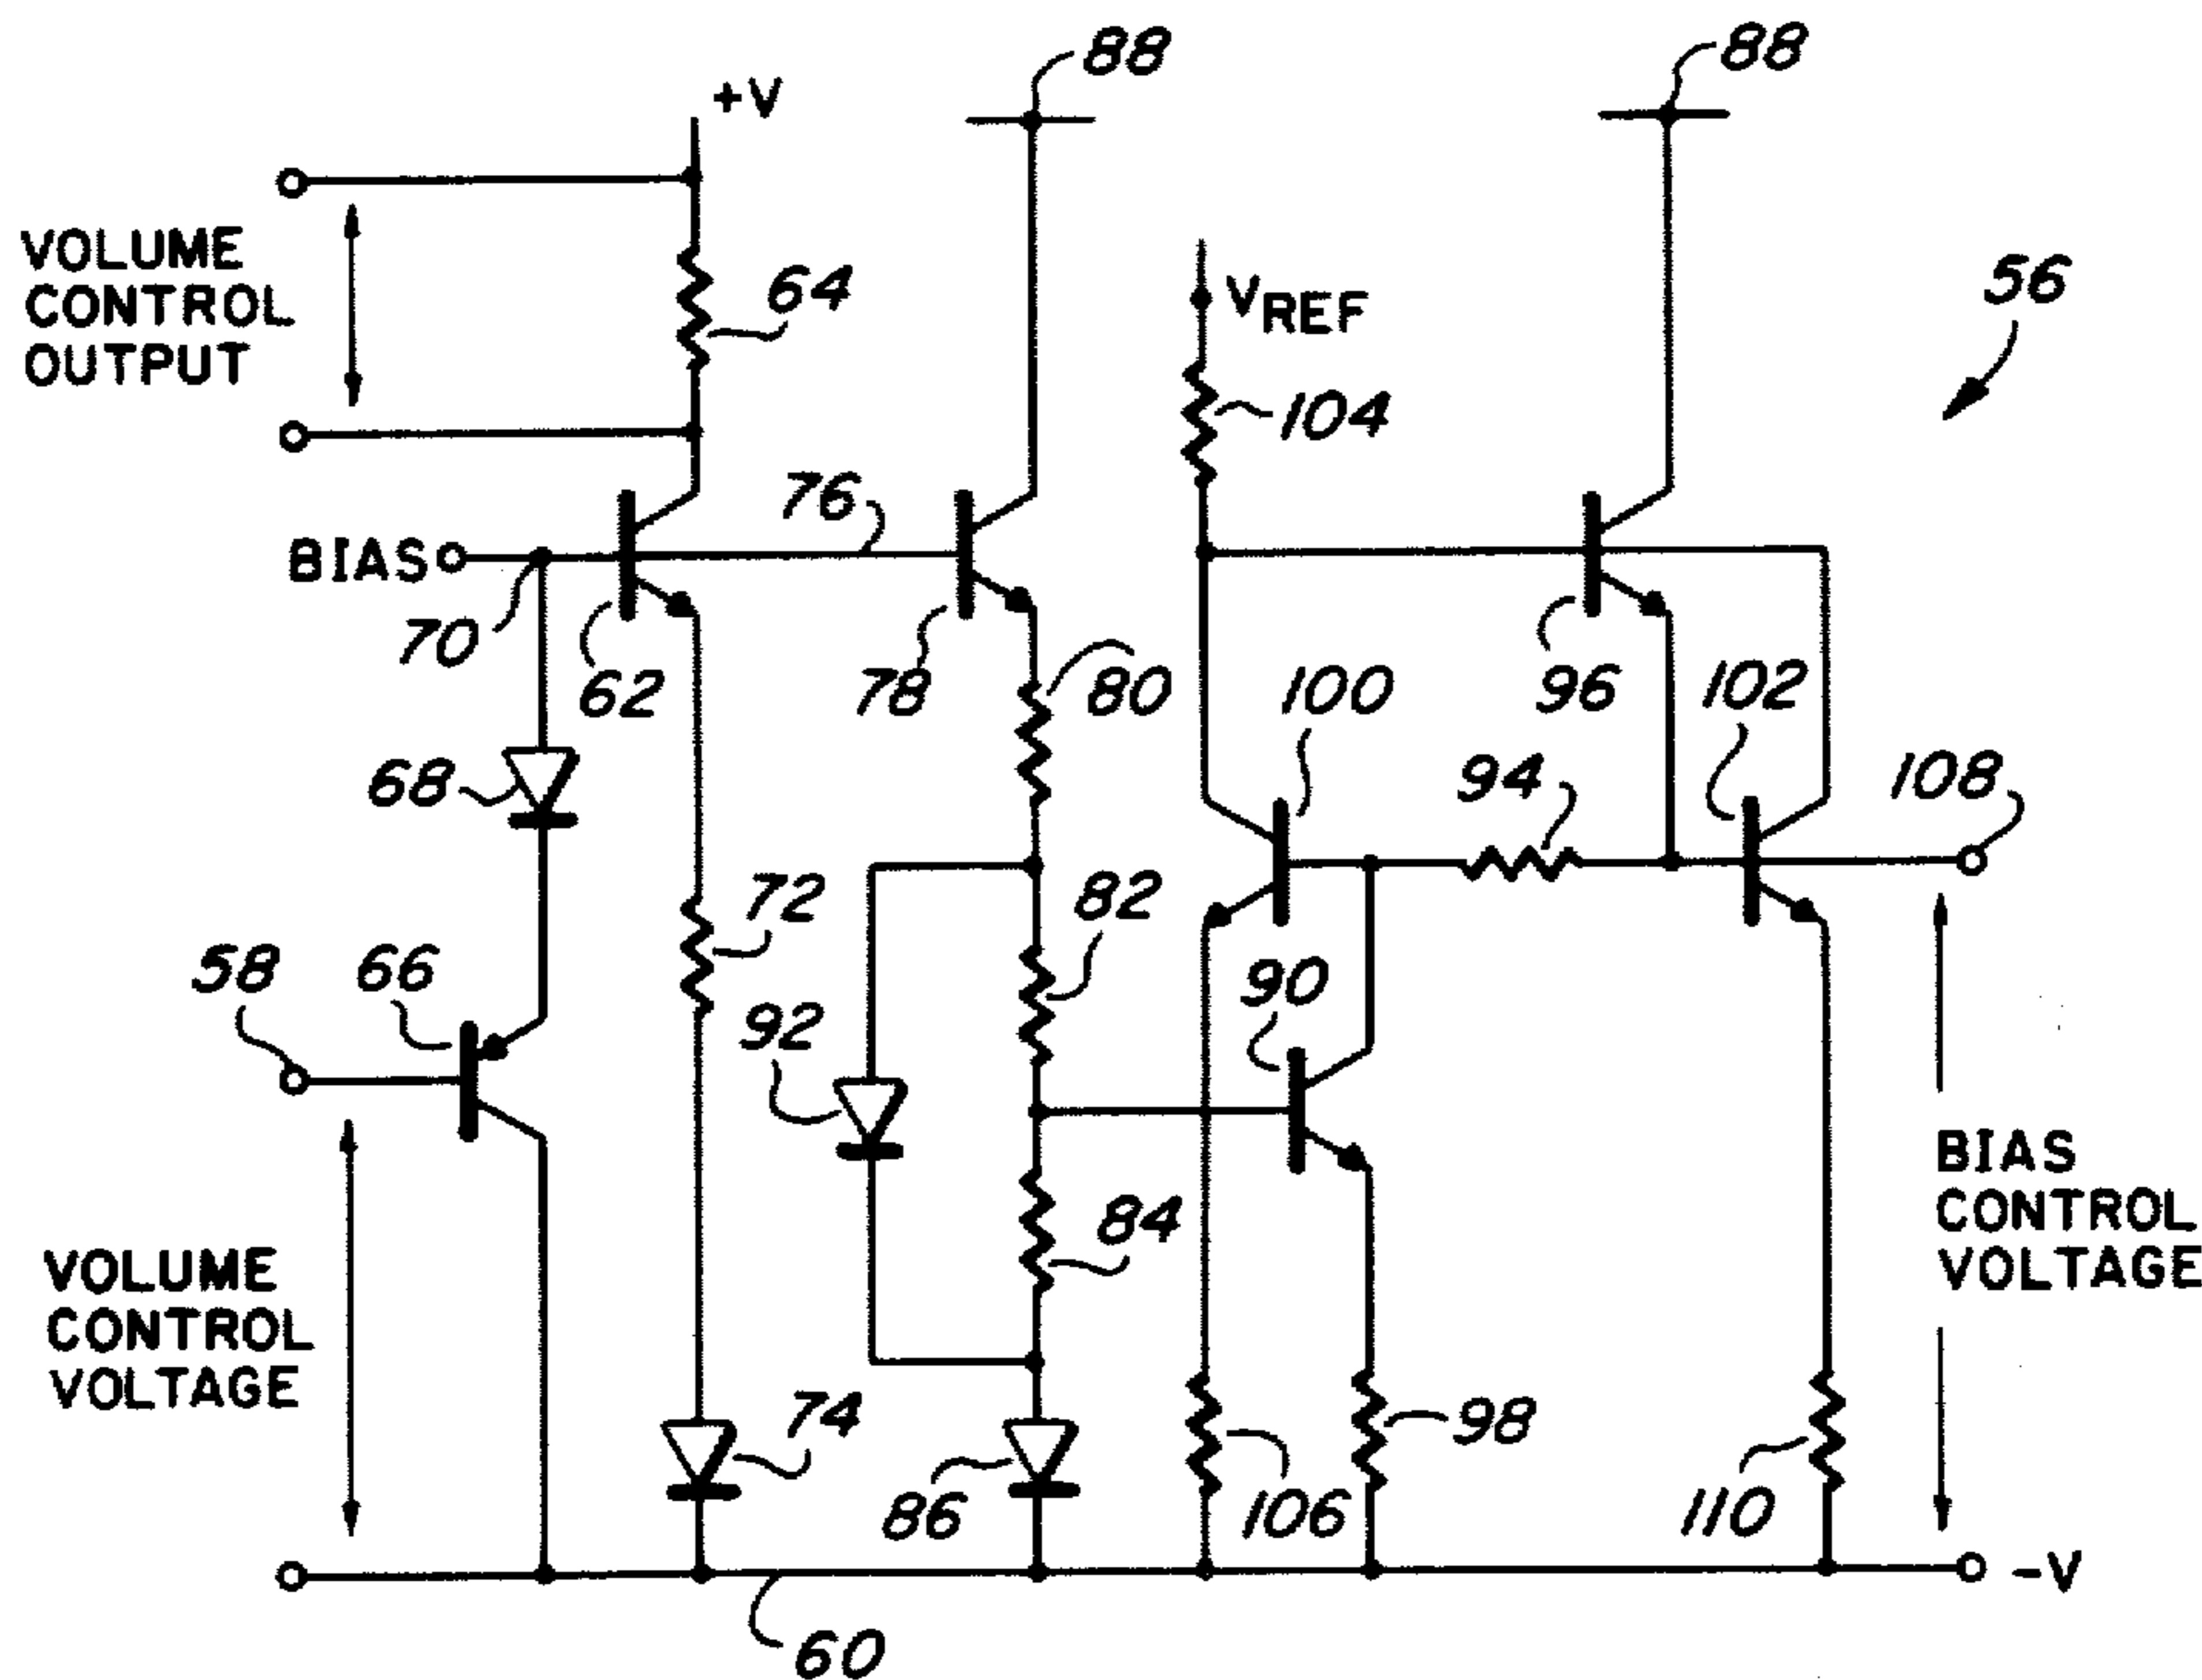 88
88
+V
VOLUME
CONTROL
OUTPUT
64
VREF
56
104
76
BIAS
70
62
78
80
100
96
102
68
94
108
72
82
58
66
92
90
BIAS
CONTROL
VOLTAGE
84
VOLUME
CONTROL
VOLTAGE
74
98
86
106
110
-V
60